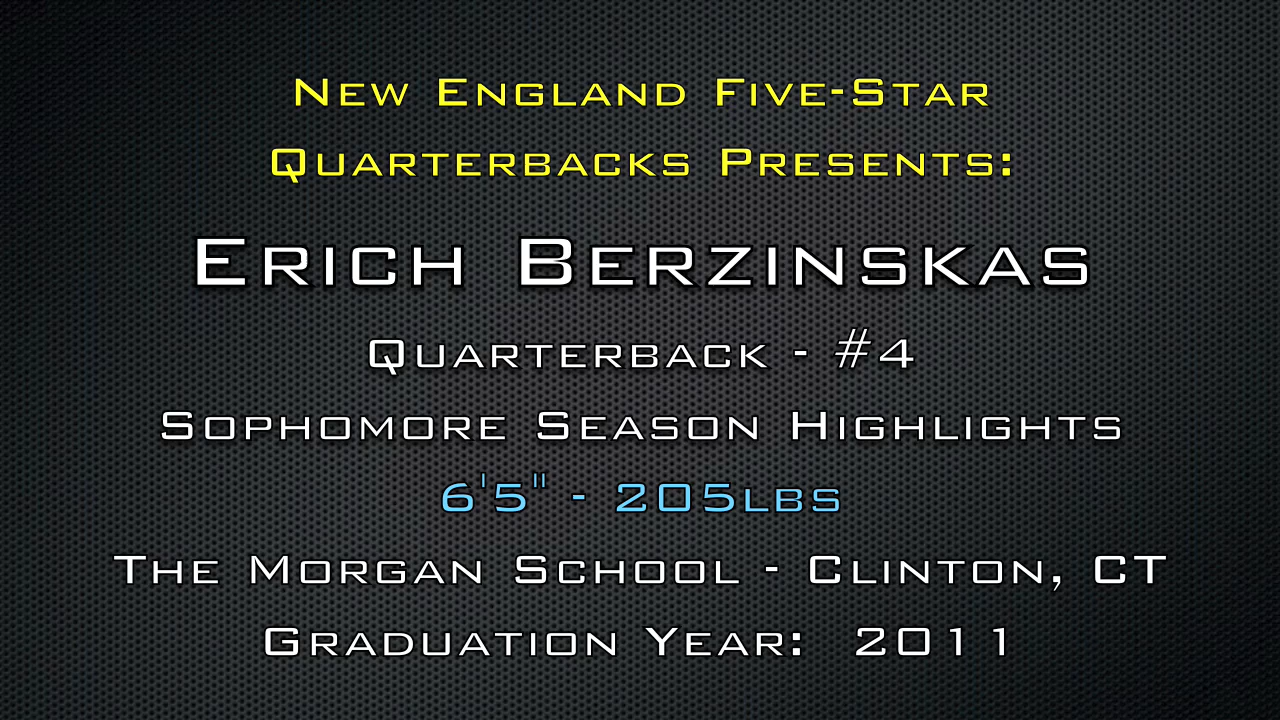 New England Five-Star
Quarterbacks Presents:
Erich Berzinskas
Quarterback - #4
Sophomore Season Highlights
6'5" - 205lbs
The Morgan School - Clinton, CT
Graduation Year: 2011